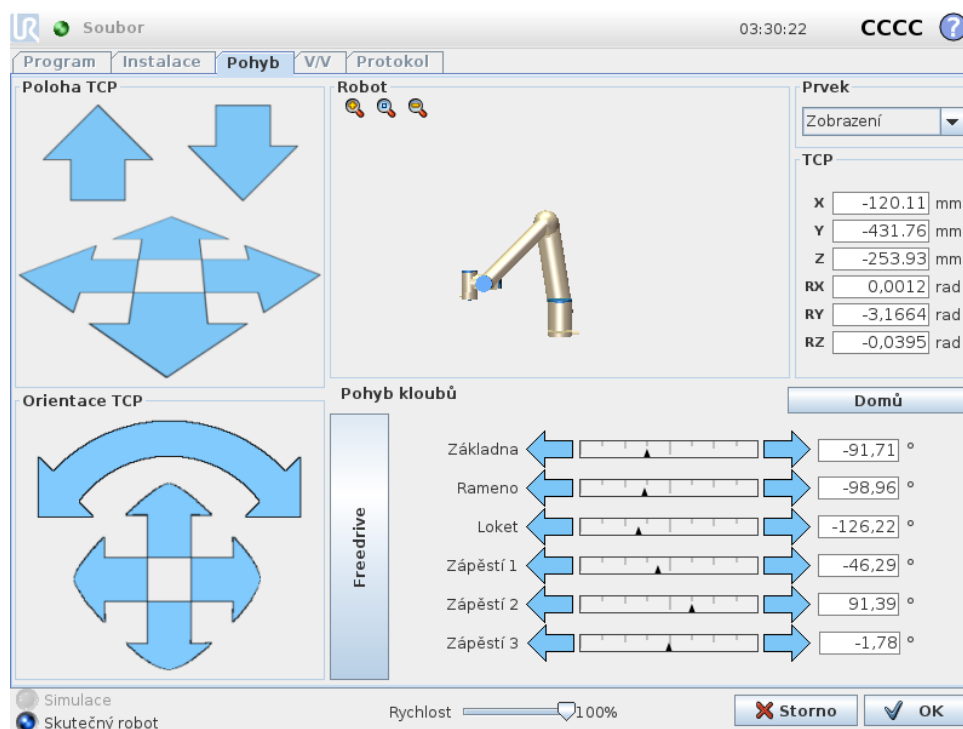 UR Soubor 03:30:22 CCCC ?
Program Instalace Pohyb V/V Protokol
Poloha TCP
Robot
Prvek
Zobrazení
TCP
X -120.11 mm
Y -431.76 mm
Z -253.93 mm
RX 0,0012 rad
RY -3,1664 rad
RZ -0,0395 rad
Orientace TCP
Pohyb kloubů
Domů
Freedrive
Základna -91,71 °
Rameno -98,96 °
Loket -126,22 °
Zápěstí 1 -46,29 °
Zápěstí 2 91,39 °
Zápěstí 3 -1,78 °
Simulace
Skutečný robot
Rychlost 100%
Storno
OK